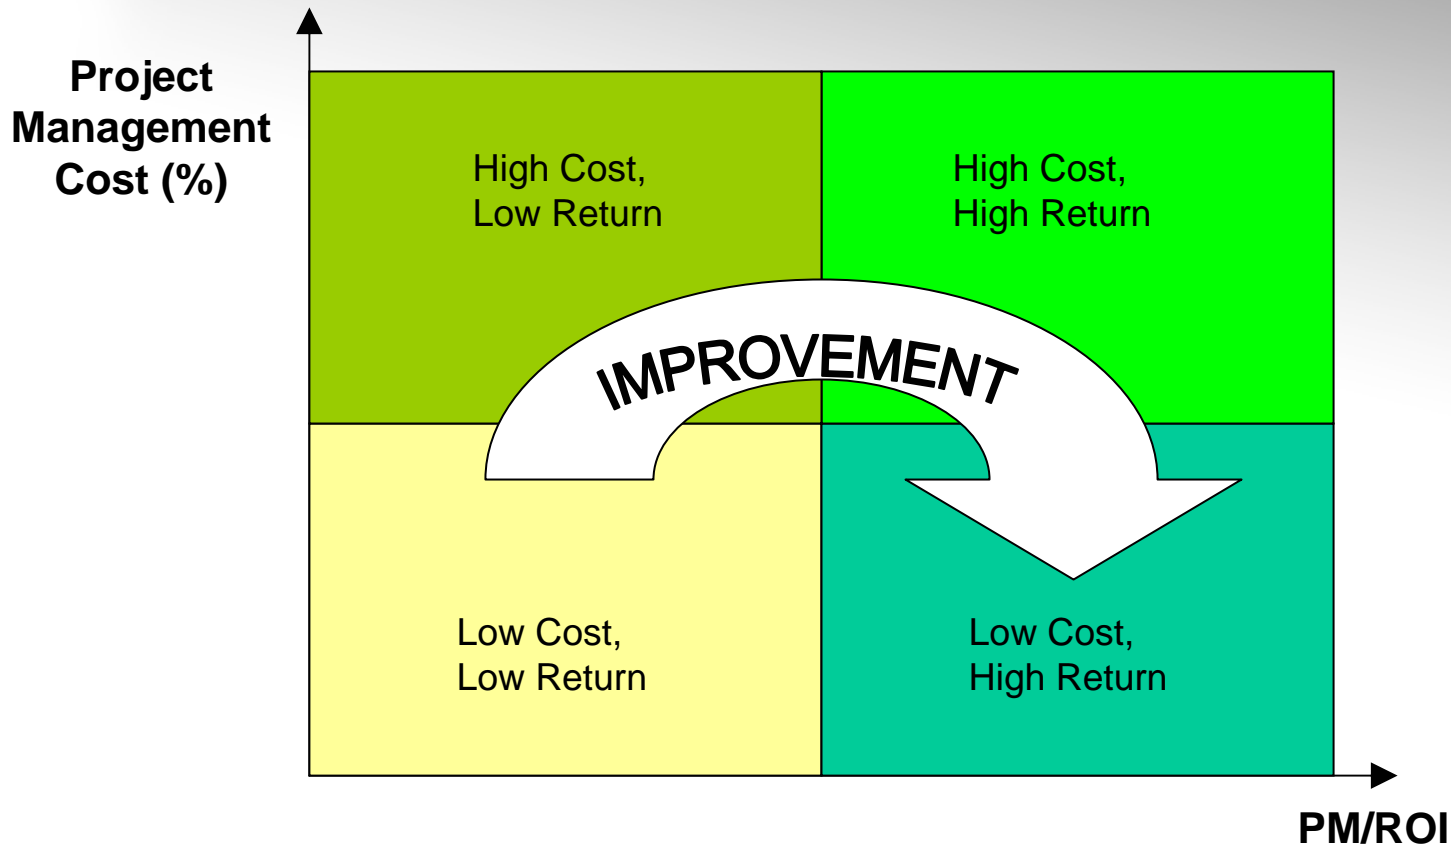 Project
Management
Cost (%)
High Cost,
Low Return
High Cost,
High Return
IMPROVEMENT
Low Cost,
Low Return
Low Cost,
High Return
PM/ROI